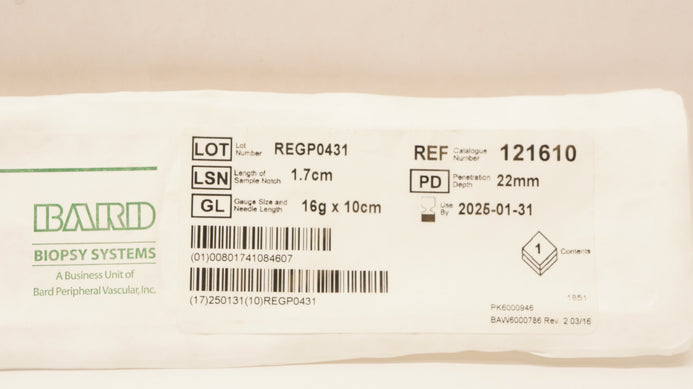 BARD
BIOPSY SYSTEMS
A Business Unit of
Bard Peripheral Vascular, Inc.
LOT Lot Number REGP0431
REF Catalogue Number 121610
LSN Length of Sample Notch 1.7cm
PD Penetration Depth 22mm
GL Gauge Size and Needle Length 16g x 10cm
Use By 2025-01-31
(01)00801741084607
1 Contents
(17)250131(10)REGP0431
1851
PK6000946
BAW6000786 Rev. 2 03/16